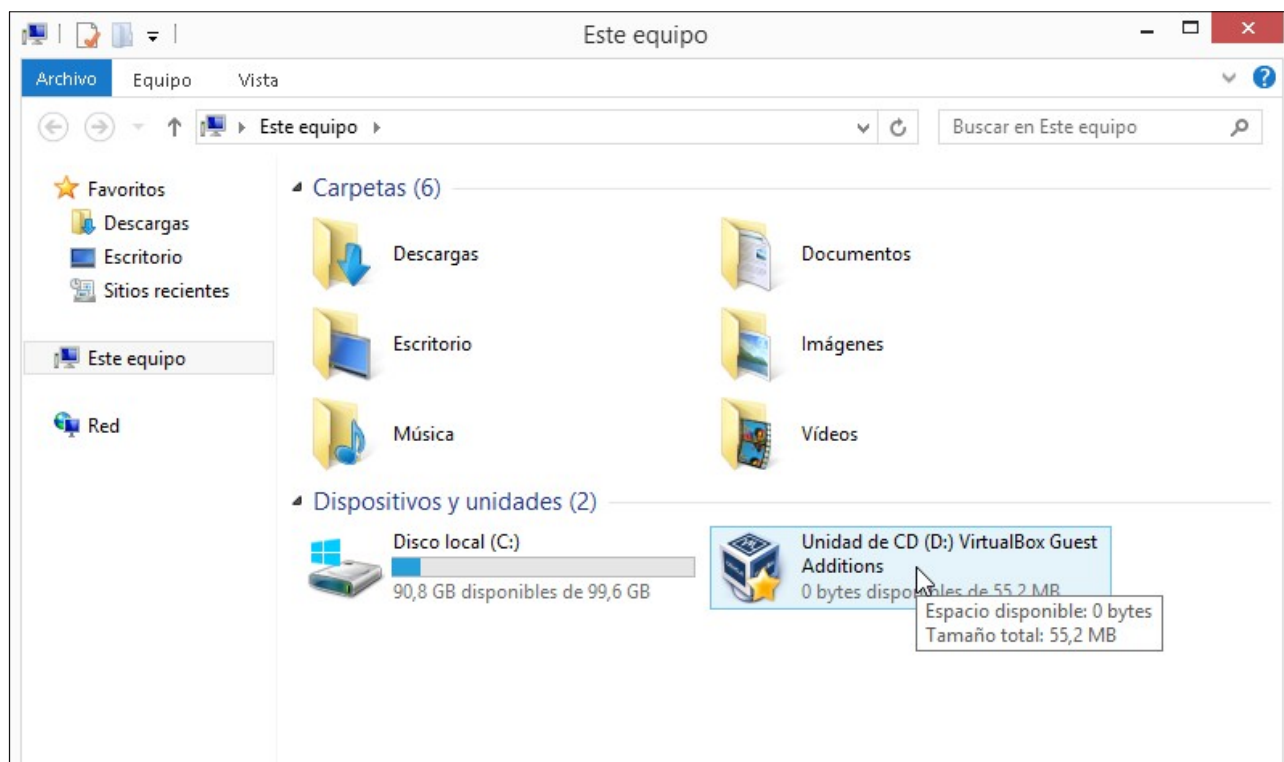 Este equipo
Archivo Equipo Vista
Este equipo
Buscar en Este equipo
Favoritos
Descargas
Escritorio
Sitios recientes
Este equipo
Red
Carpetas (6)
Descargas
Documentos
Escritorio
Imágenes
Música
Vídeos
Dispositivos y unidades (2)
Disco local (C:)
90,8 GB disponibles de 99,6 GB
Unidad de CD (D:) VirtualBox Guest
Additions
0 bytes disponibles de 55,2 MB
Espacio disponible: 0 bytes
Tamaño total: 55,2 MB